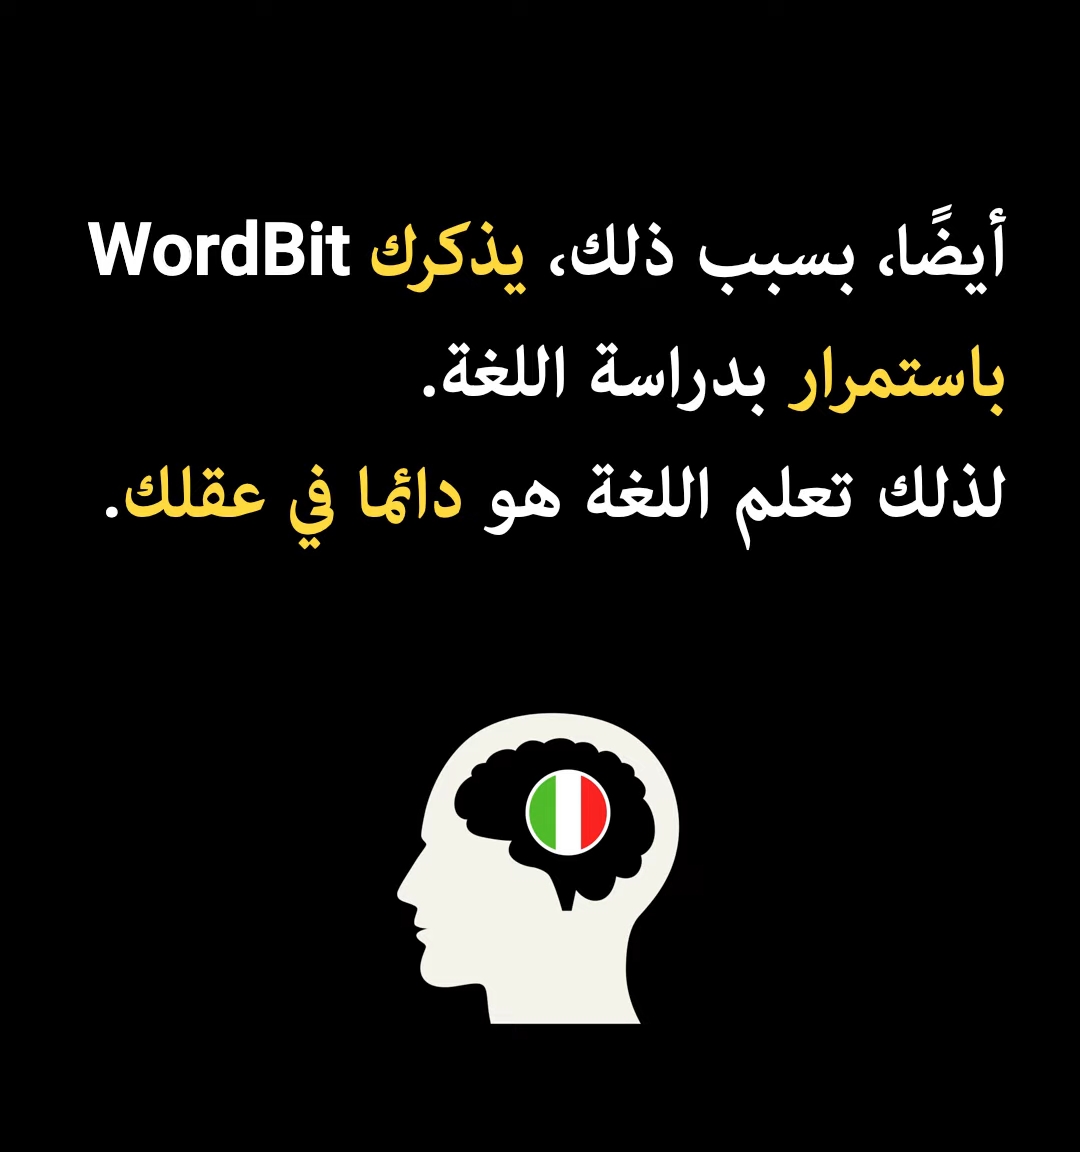 أيضًا، بسبب ذلك، يذكرك WordBit
باستمرار بدراسة اللغة.
لذلك تعلم اللغة هو دائما في عقلك.